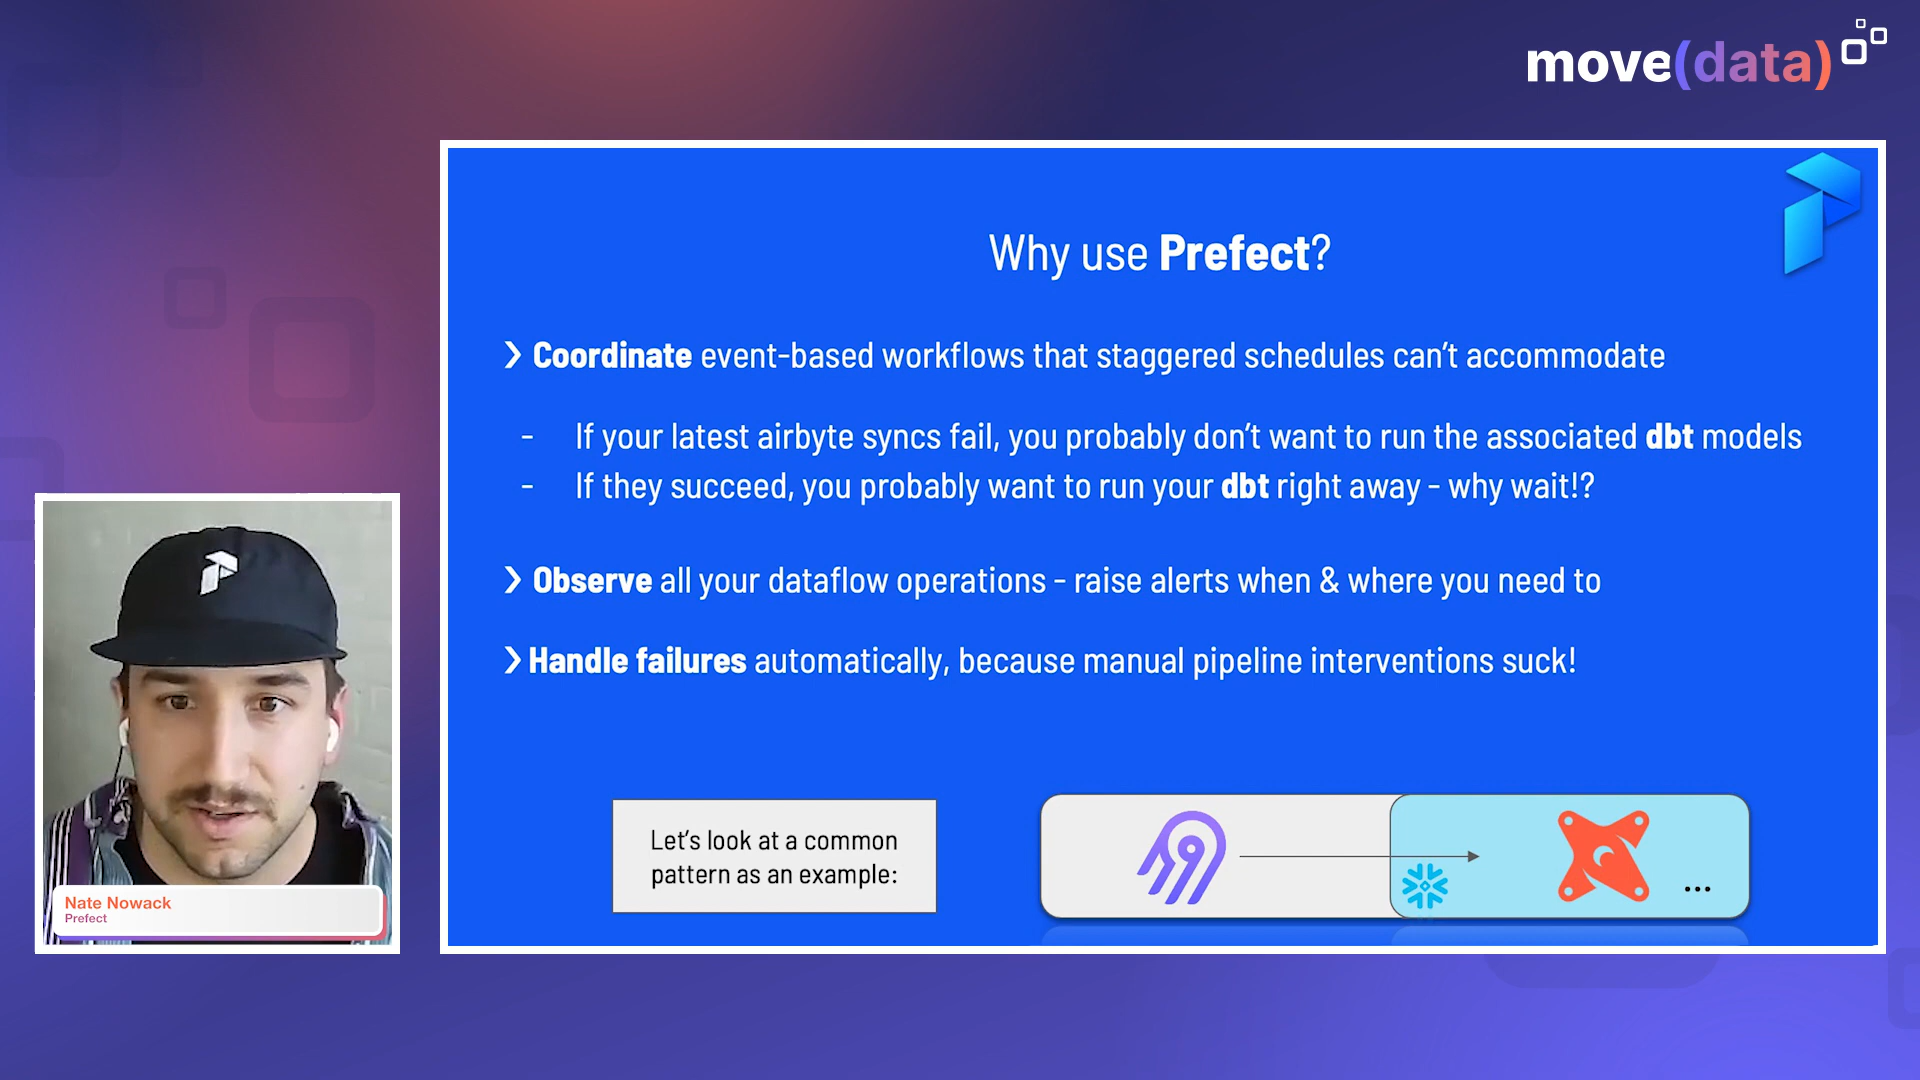 move(data)
Why use Prefect?
❯ Coordinate event-based workflows that staggered schedules can’t accommodate
- If your latest airbyte syncs fail, you probably don’t want to run the associated dbt models
- If they succeed, you probably want to run your dbt right away - why wait!?
❯ Observe all your dataflow operations - raise alerts when & where you need to
❯ Handle failures automatically, because manual pipeline interventions suck!
Let’s look at a common
pattern as an example:
...
Nate Nowack
Prefect